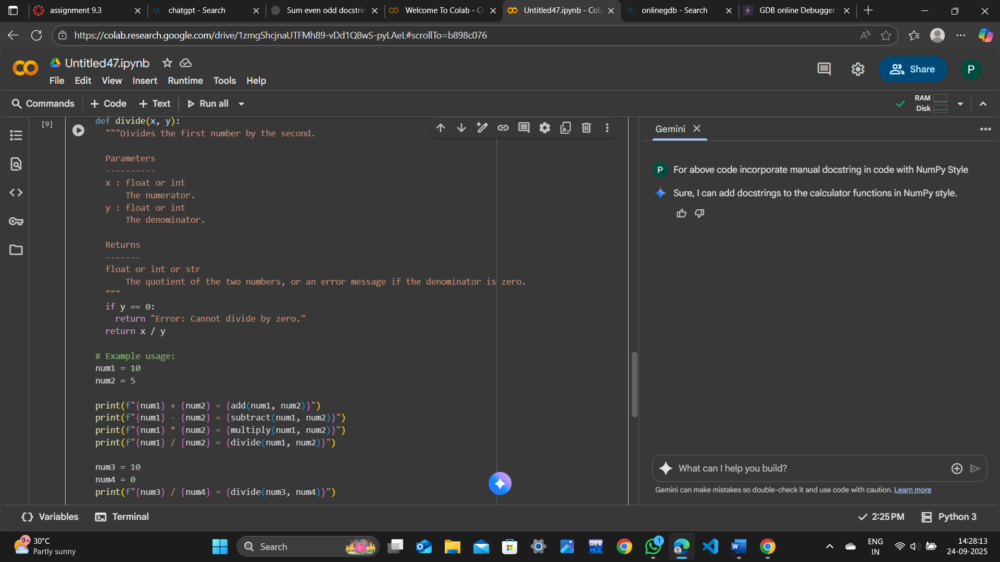 assignment 9.3
chatgpt - Search
Sum even odd docstrin
Welcome To Colab - Co
Untitled47.ipynb - Cola
onlinegdb - Search
GDB online Debugger
https://colab.research.google.com/drive/1zmgShcjnaUTFMh89-vDd1Q8wS-pyLAeL#scrollTo=b898c076
Untitled47.ipynb
File Edit View Insert Runtime Tools Help
Share
P
Commands + Code + Text Run all
RAM
Disk
[9]
def divide(x, y):
"""Divides the first number by the second.
Parameters
----------
x : float or int
The numerator.
y : float or int
The denominator.
Returns
-------
float or int or str
The quotient of the two numbers, or an error message if the denominator is zero.
"""
if y == 0:
return "Error: Cannot divide by zero."
return x / y
# Example usage:
num1 = 10
num2 = 5
print(f"{num1} + {num2} = {add(num1, num2)}")
print(f"{num1} - {num2} = {subtract(num1, num2)}")
print(f"{num1} * {num2} = {multiply(num1, num2)}")
print(f"{num1} / {num2} = {divide(num1, num2)}")
num3 = 10
num4 = 0
print(f"{num3} / {num4} = {divide(num3, num4)}")
Gemini
P For above code incorporate manual docstring in code with NumPy Style
Sure, I can add docstrings to the calculator functions in NumPy style.
What can I help you build?
Gemini can make mistakes so double-check it and use code with caution. Learn more
Variables Terminal
2:25 PM Python 3
9+
30°C
Partly sunny
Search
DEV
C++
1
W
ENG
IN
14:28:13
24-09-2025